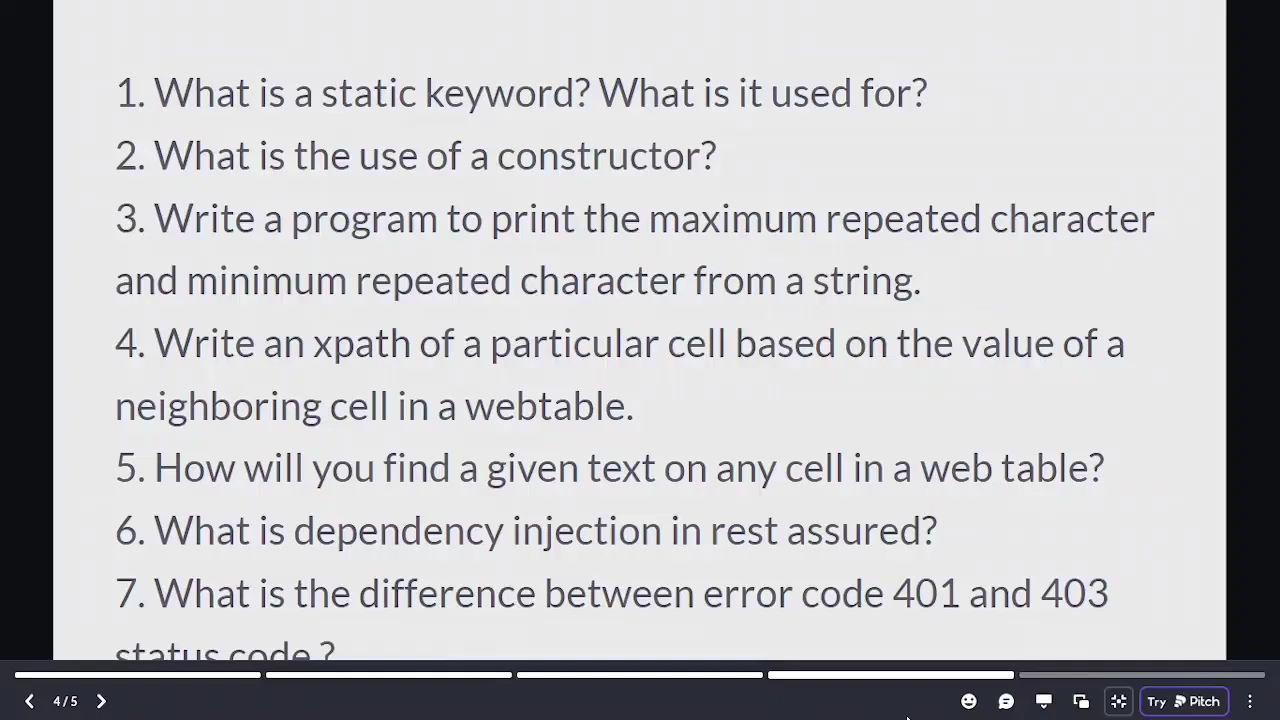 1. What is a static keyword? What is it used for?
2. What is the use of a constructor?
3. Write a program to print the maximum repeated character
and minimum repeated character from a string.
4. Write an xpath of a particular cell based on the value of a
neighboring cell in a webtable.
5. How will you find a given text on any cell in a web table?
6. What is dependency injection in rest assured?
7. What is the difference between error code 401 and 403
status code ?
4 / 5
Try Pitch